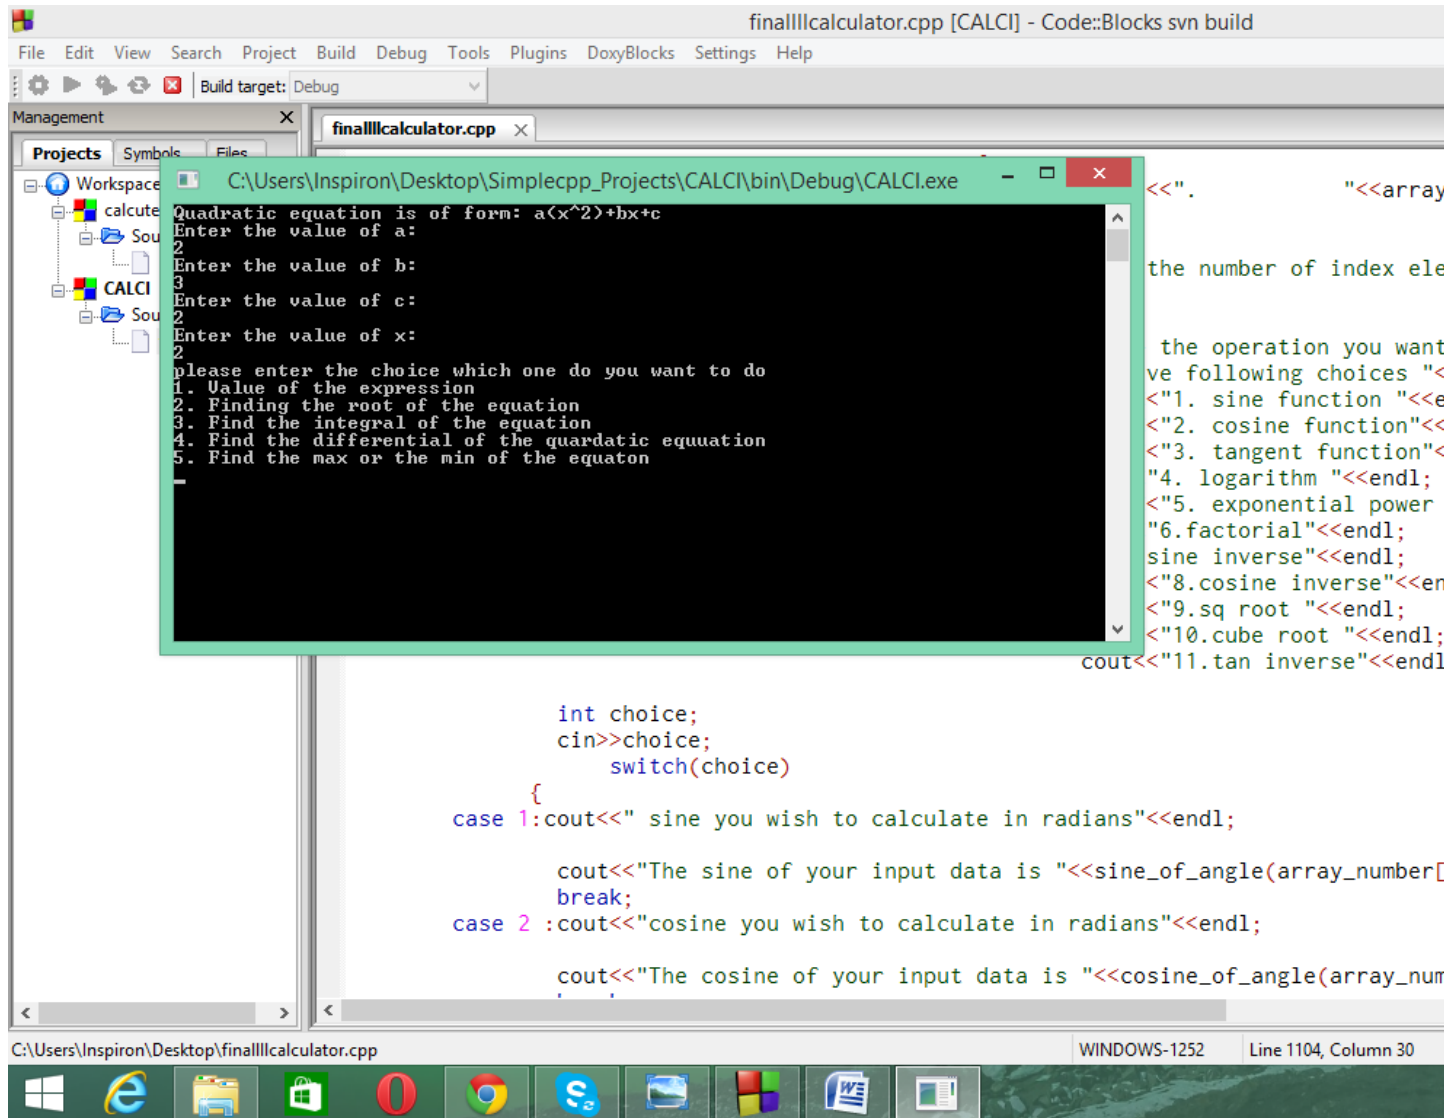 finallllcalculator.cpp [CALCI] - Code::Blocks svn build
File Edit View Search Project Build Debug Tools Plugins DoxyBlocks Settings Help
Build target: Debug
Management
finallllcalculator.cpp
Projects Symbols Files
Workspace
calcute
Sou
CALCI
Sou
C:\Users\Inspiron\Desktop\Simplecpp_Projects\CALCI\bin\Debug\CALCI.exe
Quadratic equation is of form: a(x^2)+bx+c
Enter the value of a:
2
Enter the value of b:
3
Enter the value of c:
2
Enter the value of x:
2
please enter the choice which one do you want to do
1. Value of the expression
2. Finding the root of the equation
3. Find the integral of the equation
4. Find the differential of the quardatic equuation
5. Find the max or the min of the equaton
<<". "<<array
the number of index ele
the operation you want
ve following choices "<
<"1. sine function "<<e
<"2. cosine function"<<
<"3. tangent function"<
"4. logarithm "<<endl;
<"5. exponential power
"6.factorial"<<endl;
sine inverse"<<endl;
<"8.cosine inverse"<<en
<"9.sq root "<<endl;
<"10.cube root "<<endl;
cout<<"11.tan inverse"<<endl
int choice;
cin>>choice;
switch(choice)
{
case 1:cout<<" sine you wish to calculate in radians"<<endl;
cout<<"The sine of your input data is "<<sine_of_angle(array_number[
break;
case 2 :cout<<"cosine you wish to calculate in radians"<<endl;
cout<<"The cosine of your input data is "<<cosine_of_angle(array_num
C:\Users\Inspiron\Desktop\finallllcalculator.cpp
WINDOWS-1252 Line 1104, Column 30